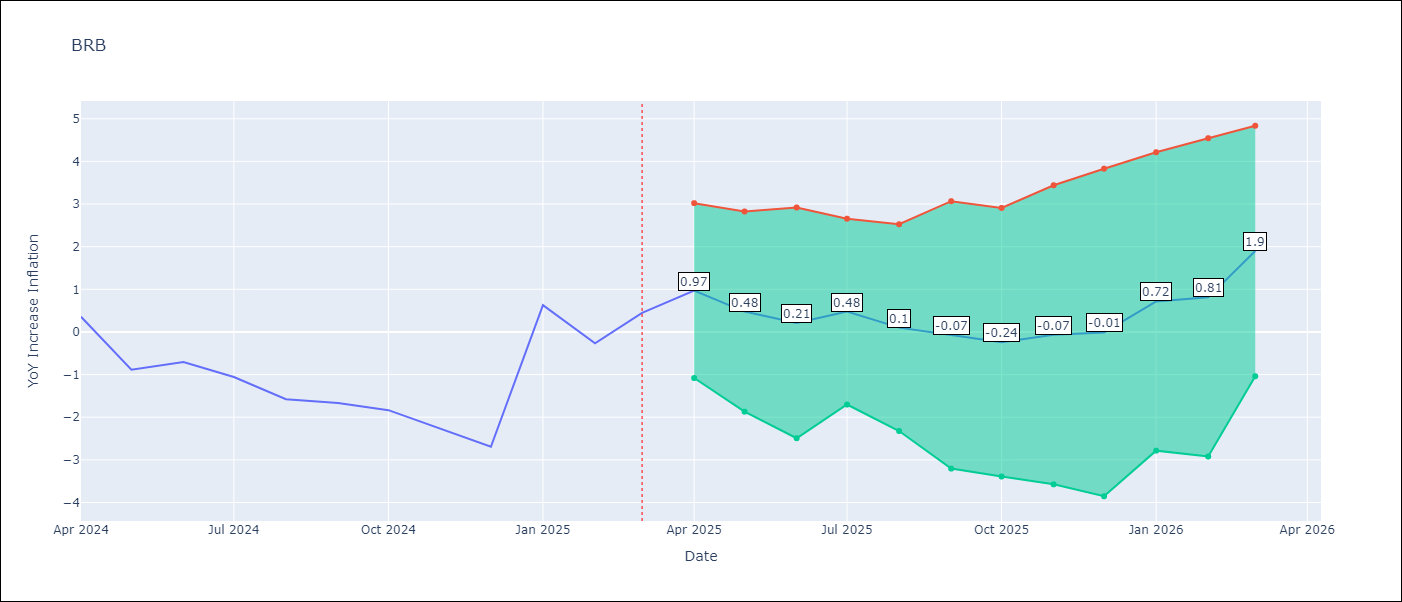 BRB
YoY Increase Inflation
5
4
3
2
1
0
−1
−2
−3
−4
0.97
0.48
0.21
0.48
0.1
-0.07
-0.24
-0.07
-0.01
0.72
0.81
1.9
Apr 2024
Jul 2024
Oct 2024
Jan 2025
Apr 2025
Jul 2025
Oct 2025
Jan 2026
Apr 2026
Date